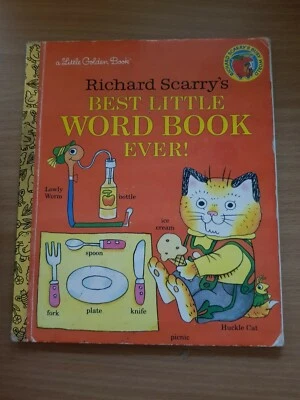 a Little Golden Book®
Richard Scarry's
BEST LITTLE
WORD BOOK
EVER!
Lowly
Worm
bottle
ice
cream
spoon
fork
plate
knife
Huckle Cat
picnic